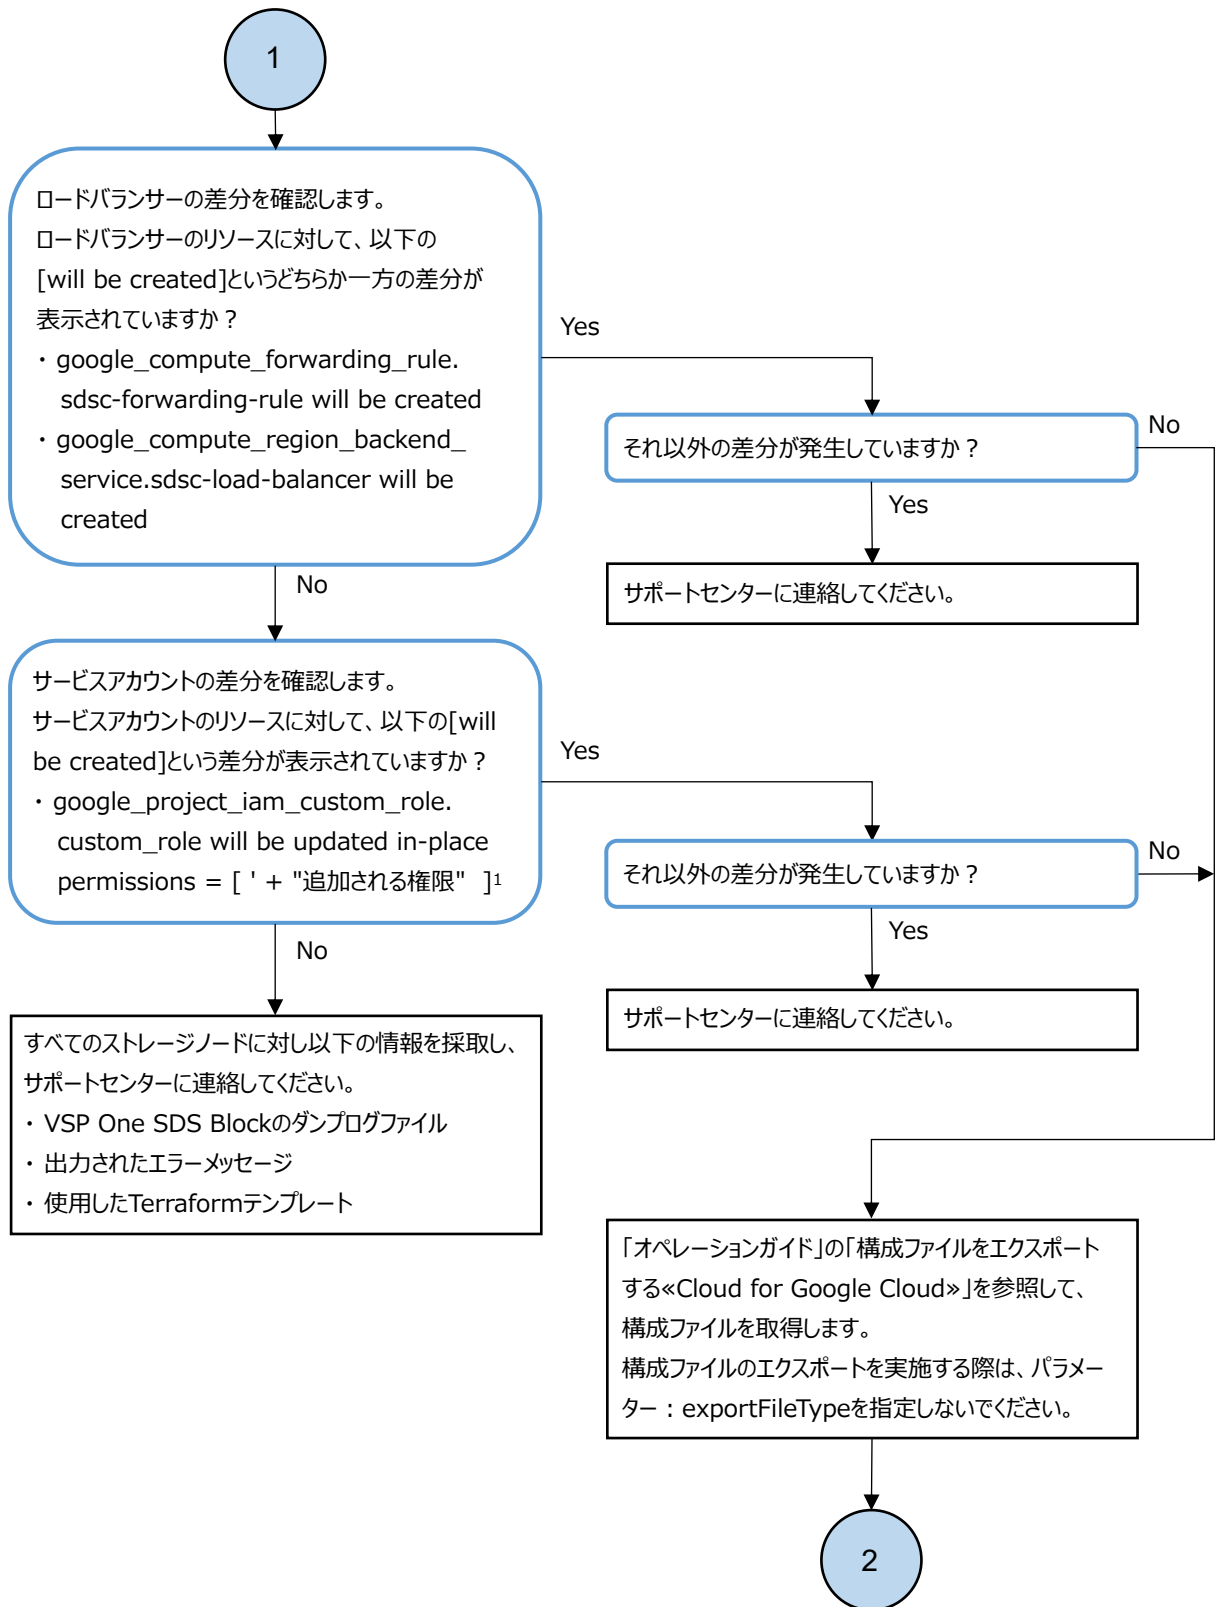 1
ロードバランサーの差分を確認します。
ロードバランサーのリソースに対して、以下の
[will be created]というどちらか一方の差分が
表示されていますか？
・google_compute_forwarding_rule.
sdsc-forwarding-rule will be created
・google_compute_region_backend_
service.sdsc-load-balancer will be
created
Yes
それ以外の差分が発生していますか？
No
Yes
サポートセンターに連絡してください。
No
サービスアカウントの差分を確認します。
サービスアカウントのリソースに対して、以下の[will
be created]という差分が表示されていますか？
・google_project_iam_custom_role.
custom_role will be updated in-place
permissions = [ ' + "追加される権限" ]1
Yes
それ以外の差分が発生していますか？
No
Yes
サポートセンターに連絡してください。
No
すべてのストレージノードに対し以下の情報を採取し、
サポートセンターに連絡してください。
・VSP One SDS Blockのダンプログファイル
・出力されたエラーメッセージ
・使用したTerraformテンプレート
「オペレーションガイド」の「構成ファイルをエクスポート
する≪Cloud for Google Cloud≫」を参照して、
構成ファイルを取得します。
構成ファイルのエクスポートを実施する際は、パラメー
ター：exportFileTypeを指定しないでください。
2